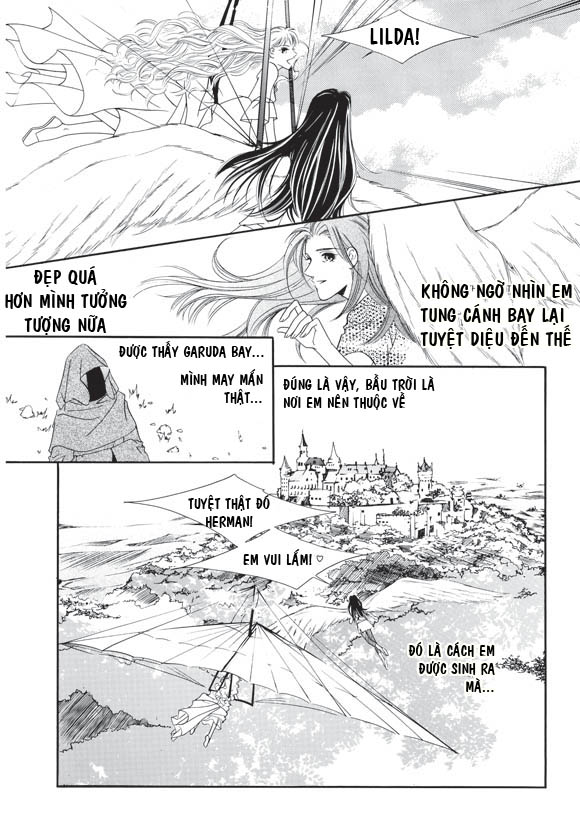 LILDA!
ĐẸP QUÁ
HƠN MÌNH TƯỞNG
TƯỢNG NỮA
KHÔNG NGỜ NHÌN EM
TUNG CÁNH BAY LẠI
TUYỆT DIỆU ĐẾN THẾ
ĐƯỢC THẤY GARUDA BAY...
MÌNH MAY MẮN
THẬT...
ĐÚNG LÀ VẬY, BẦU TRỜI LÀ
NƠI EM NÊN THUỘC VỀ
TUYỆT THẬT ĐÓ
HERMAN!
EM VUI LẮM! ♡
ĐÓ LÀ CÁCH EM
ĐƯỢC SINH RA
MÀ...